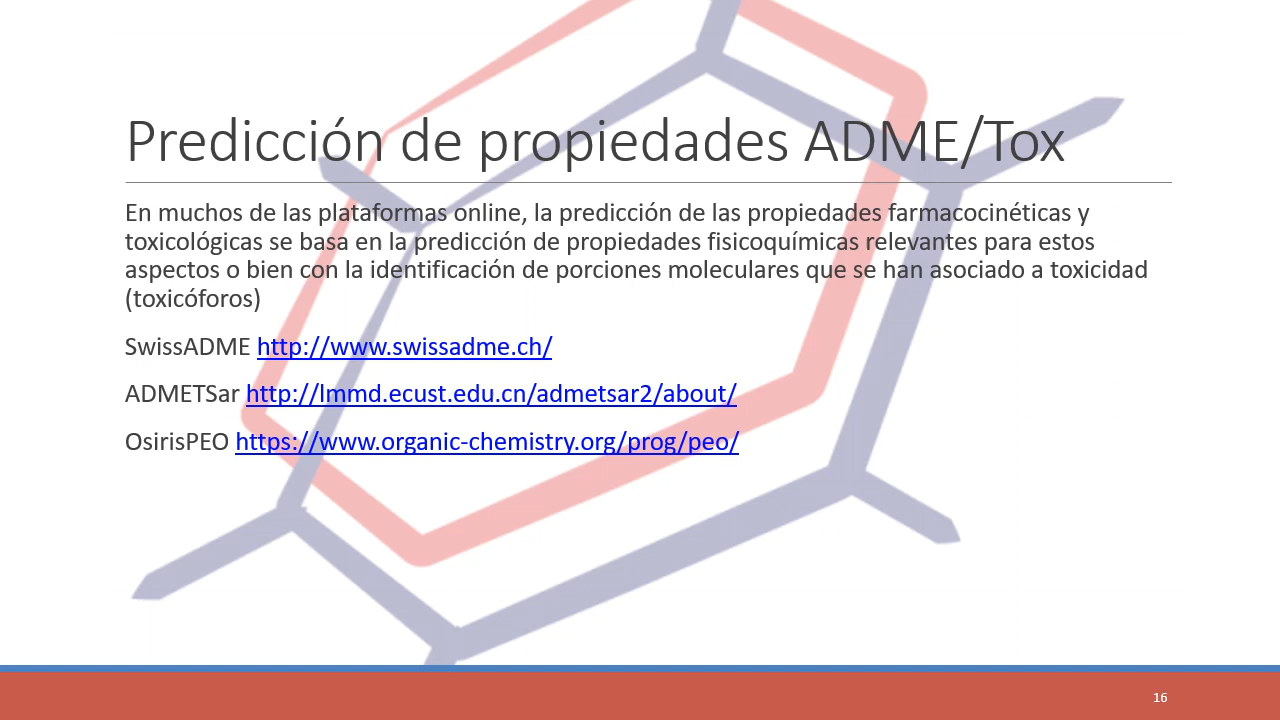 Predicción de propiedades ADME/Tox
En muchos de las plataformas online, la predicción de las propiedades farmacocinéticas y
toxicológicas se basa en la predicción de propiedades fisicoquímicas relevantes para estos
aspectos o bien con la identificación de porciones moleculares que se han asociado a toxicidad
(toxicóforos)
SwissADME http://www.swissadme.ch/
ADMETSar http://lmmd.ecust.edu.cn/admetsar2/about/
OsirisPEO https://www.organic-chemistry.org/prog/peo/
16